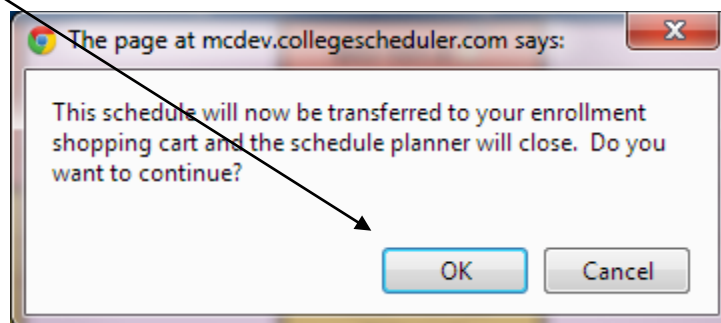 The page at mcdev.collegescheduler.com says:
This schedule will now be transferred to your enrollment
shopping cart and the schedule planner will close.  Do you
want to continue?
OK Cancel